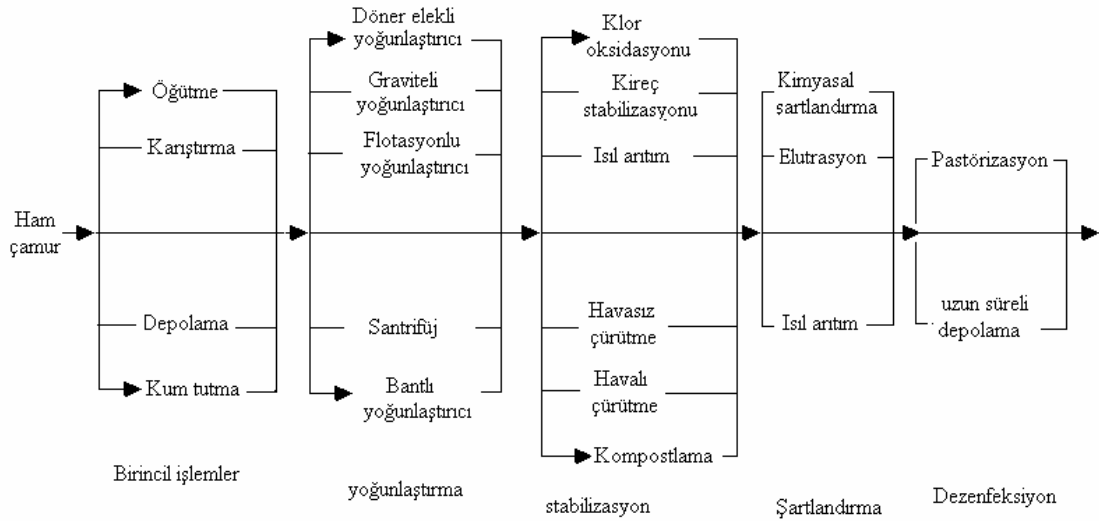 Ham
çamur
Öğütme
Karıştırma
Depolama
Kum tutma
Birincil işlemler
Döner elekli
yoğunlaştırıcı
Graviteli
yoğunlaştırıcı
Flotasyonlu
yoğunlaştırıcı
Santrifüj
Bantlı
yoğunlaştırıcı
yoğunlaştırma
Klor
oksidasyonu
Kireç
stabilizasyonu
Isıl arıtım
Havasız
çürütme
Havalı
çürütme
Kompostlama
stabilizasyon
Kimyasal
şartlandırma
Elutrasyon
Isıl arıtım
Şartlandırma
Pastörizasyon
uzun süreli
depolama
Dezenfeksiyon